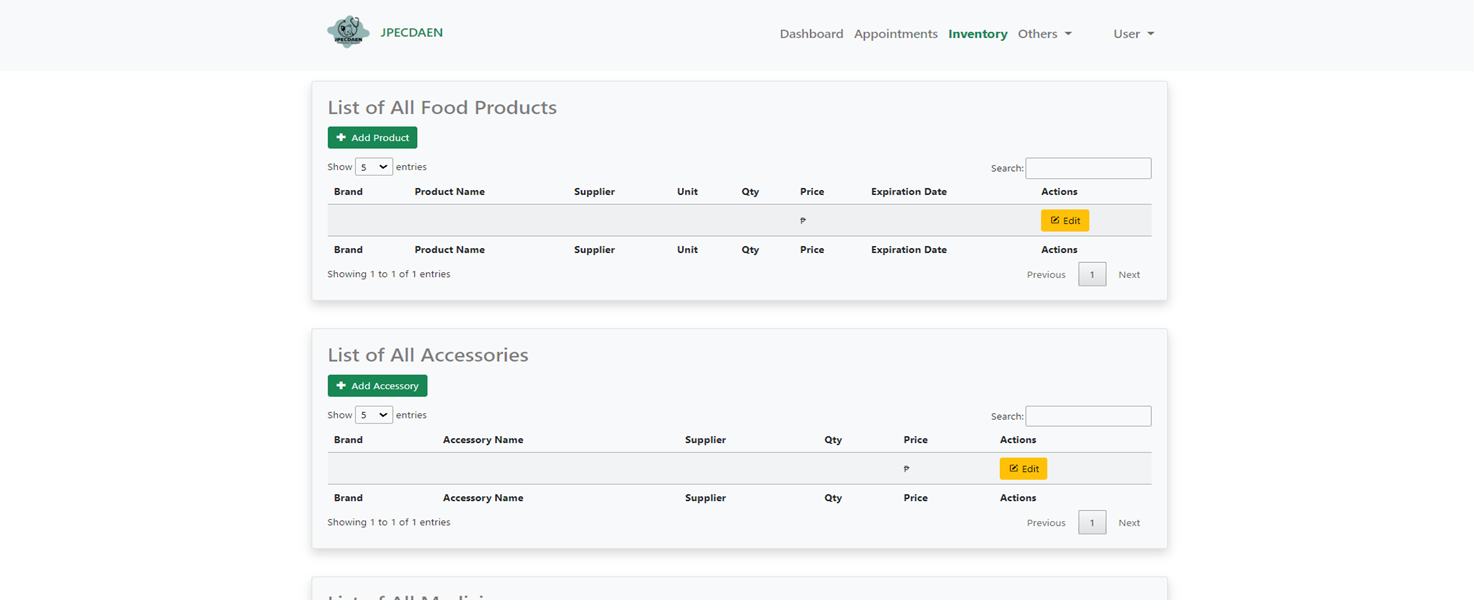 JPECDAEN JPECDAEN Dashboard Appointments Inventory Others User
List of All Food Products
Add Product
Show 5 entries Search:
Brand Product Name Supplier Unit Qty Price Expiration Date Actions
₱ Edit
Brand Product Name Supplier Unit Qty Price Expiration Date Actions
Showing 1 to 1 of 1 entries Previous 1 Next
List of All Accessories
Add Accessory
Show 5 entries Search:
Brand Accessory Name Supplier Qty Price Actions
₱ Edit
Brand Accessory Name Supplier Qty Price Actions
Showing 1 to 1 of 1 entries Previous 1 Next
List of All